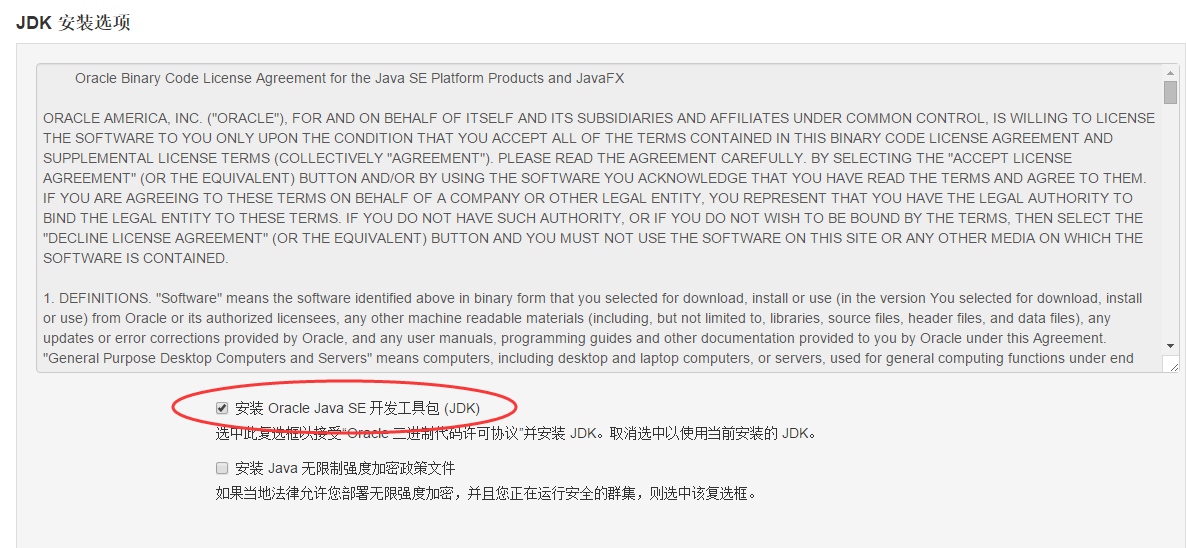 JDK 安装选项
Oracle Binary Code License Agreement for the Java SE Platform Products and JavaFX
ORACLE AMERICA, INC. ("ORACLE"), FOR AND ON BEHALF OF ITSELF AND ITS SUBSIDIARIES AND AFFILIATES UNDER COMMON CONTROL, IS WILLING TO LICENSE
THE SOFTWARE TO YOU ONLY UPON THE CONDITION THAT YOU ACCEPT ALL OF THE TERMS CONTAINED IN THIS BINARY CODE LICENSE AGREEMENT AND
SUPPLEMENTAL LICENSE TERMS (COLLECTIVELY "AGREEMENT"). PLEASE READ THE AGREEMENT CAREFULLY. BY SELECTING THE "ACCEPT LICENSE
AGREEMENT" (OR THE EQUIVALENT) BUTTON AND/OR BY USING THE SOFTWARE YOU ACKNOWLEDGE THAT YOU HAVE READ THE TERMS AND AGREE TO THEM.
IF YOU ARE AGREEING TO THESE TERMS ON BEHALF OF A COMPANY OR OTHER LEGAL ENTITY, YOU REPRESENT THAT YOU HAVE THE LEGAL AUTHORITY TO
BIND THE LEGAL ENTITY TO THESE TERMS. IF YOU DO NOT HAVE SUCH AUTHORITY, OR IF YOU DO NOT WISH TO BE BOUND BY THE TERMS, THEN SELECT THE
"DECLINE LICENSE AGREEMENT" (OR THE EQUIVALENT) BUTTON AND YOU MUST NOT USE THE SOFTWARE ON THIS SITE OR ANY OTHER MEDIA ON WHICH THE
SOFTWARE IS CONTAINED.
1. DEFINITIONS. "Software" means the software identified above in binary form that you selected for download, install or use (in the version You selected for download, install
or use) from Oracle or its authorized licensees, any other machine readable materials (including, but not limited to, libraries, source files, header files, and data files), any
updates or error corrections provided by Oracle, and any user manuals, programming guides and other documentation provided to you by Oracle under this Agreement.
"General Purpose Desktop Computers and Servers" means computers, including desktop and laptop computers, or servers, used for general computing functions under end
安装 Oracle Java SE 开发工具包 (JDK)
选中此复选框以接受“Oracle 二进制代码许可协议”并安装 JDK。取消选中以使用当前安装的 JDK。
安装 Java 无限制强度加密政策文件
如果当地法律允许您部署无限强度加密，并且您正在运行安全的群集，则选中该复选框。